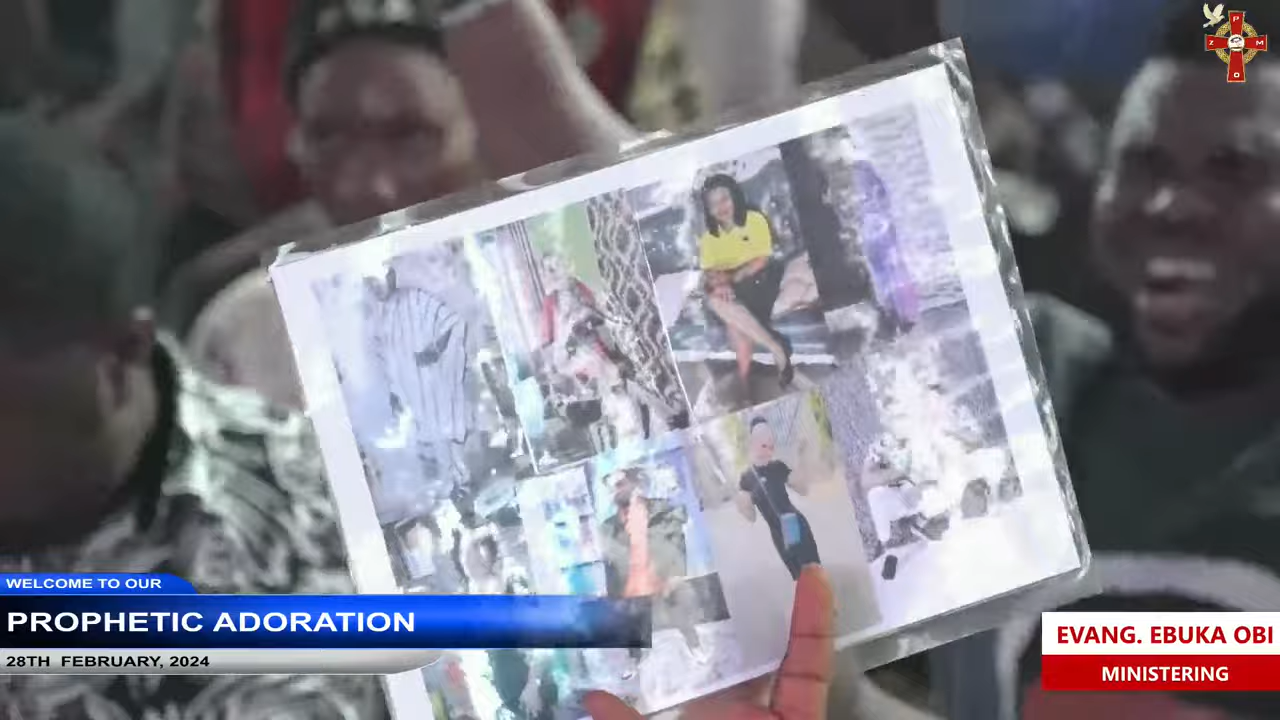 P
Z M
O
WELCOME TO OUR
PROPHETIC ADORATION
28TH FEBRUARY, 2024
EVANG. EBUKA OBI
MINISTERING